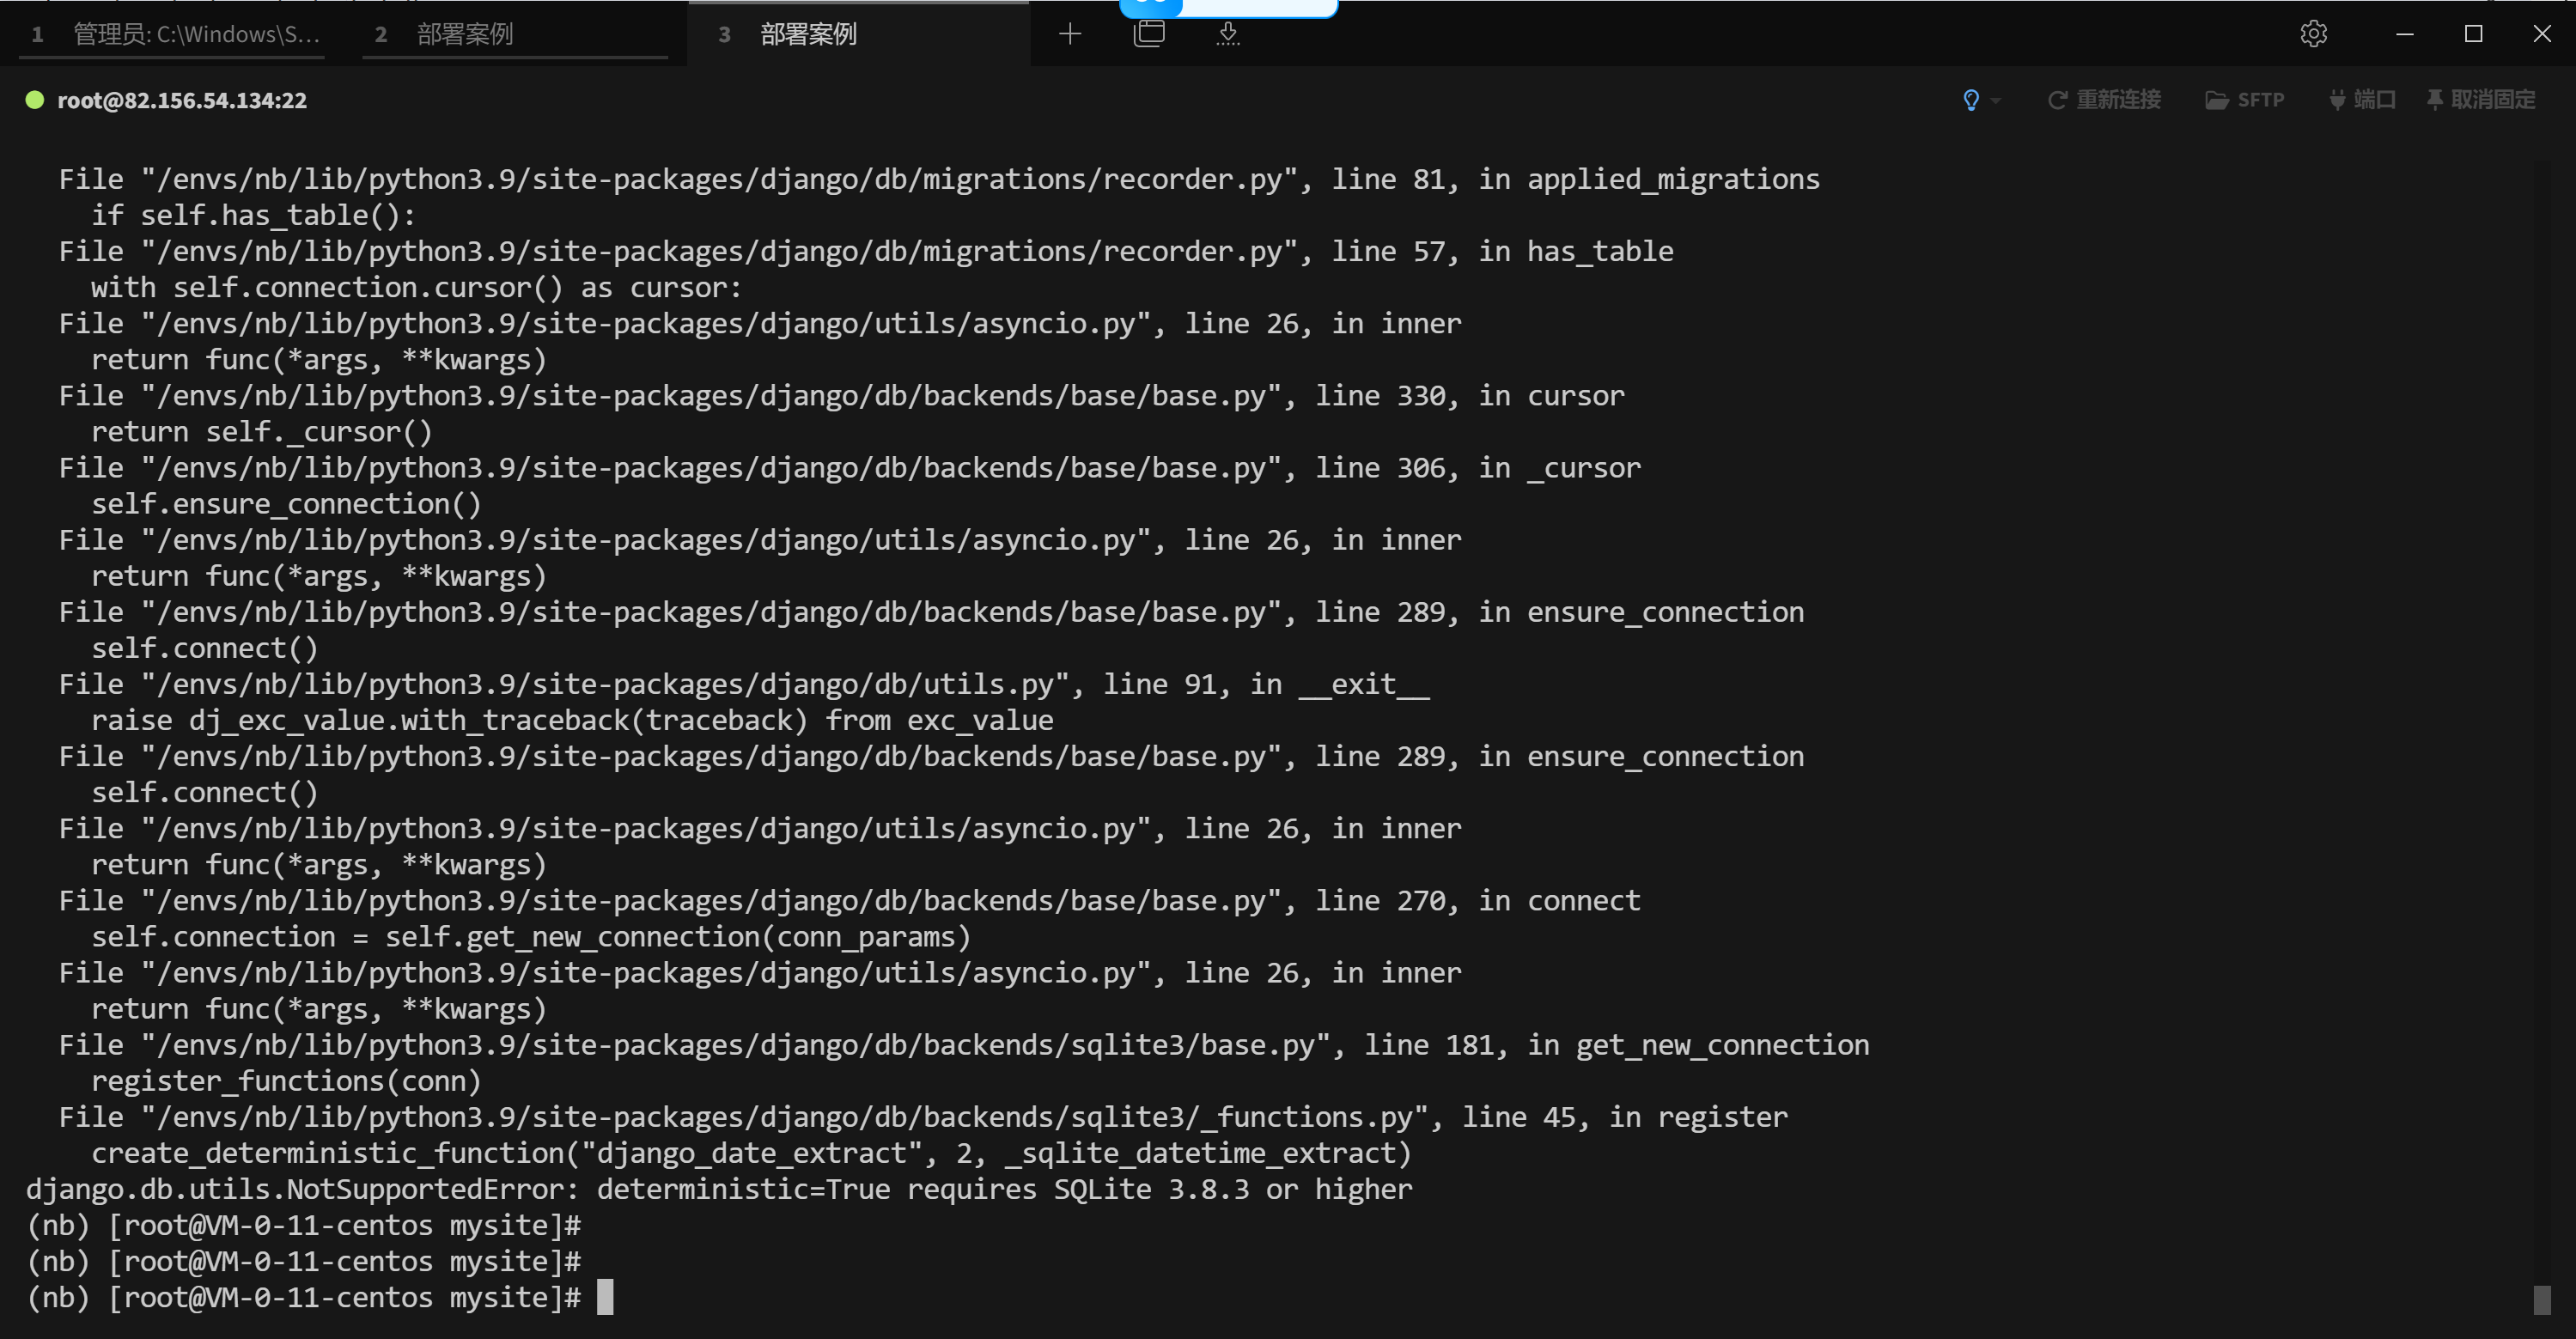 1 管理员: C:\Windows\S... 2 部署案例 3 部署案例
root@82.156.54.134:22 重新连接 SFTP 端口 取消固定
File "/envs/nb/lib/python3.9/site-packages/django/db/migrations/recorder.py", line 81, in applied_migrations
if self.has_table():
File "/envs/nb/lib/python3.9/site-packages/django/db/migrations/recorder.py", line 57, in has_table
with self.connection.cursor() as cursor:
File "/envs/nb/lib/python3.9/site-packages/django/utils/asyncio.py", line 26, in inner
return func(*args, **kwargs)
File "/envs/nb/lib/python3.9/site-packages/django/db/backends/base/base.py", line 330, in cursor
return self._cursor()
File "/envs/nb/lib/python3.9/site-packages/django/db/backends/base/base.py", line 306, in _cursor
self.ensure_connection()
File "/envs/nb/lib/python3.9/site-packages/django/utils/asyncio.py", line 26, in inner
return func(*args, **kwargs)
File "/envs/nb/lib/python3.9/site-packages/django/db/backends/base/base.py", line 289, in ensure_connection
self.connect()
File "/envs/nb/lib/python3.9/site-packages/django/db/utils.py", line 91, in __exit__
raise dj_exc_value.with_traceback(traceback) from exc_value
File "/envs/nb/lib/python3.9/site-packages/django/db/backends/base/base.py", line 289, in ensure_connection
self.connect()
File "/envs/nb/lib/python3.9/site-packages/django/utils/asyncio.py", line 26, in inner
return func(*args, **kwargs)
File "/envs/nb/lib/python3.9/site-packages/django/db/backends/base/base.py", line 270, in connect
self.connection = self.get_new_connection(conn_params)
File "/envs/nb/lib/python3.9/site-packages/django/utils/asyncio.py", line 26, in inner
return func(*args, **kwargs)
File "/envs/nb/lib/python3.9/site-packages/django/db/backends/sqlite3/base.py", line 181, in get_new_connection
register_functions(conn)
File "/envs/nb/lib/python3.9/site-packages/django/db/backends/sqlite3/_functions.py", line 45, in register
create_deterministic_function("django_date_extract", 2, _sqlite_datetime_extract)
django.db.utils.NotSupportedError: deterministic=True requires SQLite 3.8.3 or higher
(nb) [root@VM-0-11-centos mysite]#
(nb) [root@VM-0-11-centos mysite]#
(nb) [root@VM-0-11-centos mysite]#